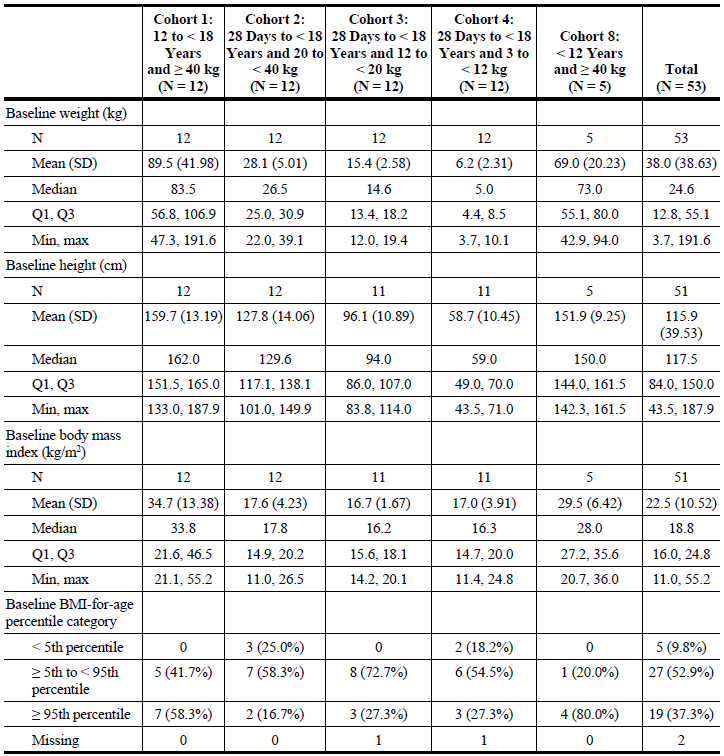 Cohort 1: 12 to < 18 Years and ≥ 40 kg (N = 12) Cohort 2: 28 Days to < 18 Years and 20 to < 40 kg (N = 12) Cohort 3: 28 Days to < 18 Years and 12 to < 20 kg (N = 12) Cohort 4: 28 Days to < 18 Years and 3 to < 12 kg (N = 12) Cohort 8: < 12 Years and ≥ 40 kg (N = 5) Total (N = 53)
Baseline weight (kg)
N 12 12 12 12 5 53
Mean (SD) 89.5 (41.98) 28.1 (5.01) 15.4 (2.58) 6.2 (2.31) 69.0 (20.23) 38.0 (38.63)
Median 83.5 26.5 14.6 5.0 73.0 24.6
Q1, Q3 56.8, 106.9 25.0, 30.9 13.4, 18.2 4.4, 8.5 55.1, 80.0 12.8, 55.1
Min, max 47.3, 191.6 22.0, 39.1 12.0, 19.4 3.7, 10.1 42.9, 94.0 3.7, 191.6
Baseline height (cm)
N 12 12 11 11 5 51
Mean (SD) 159.7 (13.19) 127.8 (14.06) 96.1 (10.89) 58.7 (10.45) 151.9 (9.25) 115.9 (39.53)
Median 162.0 129.6 94.0 59.0 150.0 117.5
Q1, Q3 151.5, 165.0 117.1, 138.1 86.0, 107.0 49.0, 70.0 144.0, 161.5 84.0, 150.0
Min, max 133.0, 187.9 101.0, 149.9 83.8, 114.0 43.5, 71.0 142.3, 161.5 43.5, 187.9
Baseline body mass index (kg/m²)
N 12 12 11 11 5 51
Mean (SD) 34.7 (13.38) 17.6 (4.23) 16.7 (1.67) 17.0 (3.91) 29.5 (6.42) 22.5 (10.52)
Median 33.8 17.8 16.2 16.3 28.0 18.8
Q1, Q3 21.6, 46.5 14.9, 20.2 15.6, 18.1 14.7, 20.0 27.2, 35.6 16.0, 24.8
Min, max 21.1, 55.2 11.0, 26.5 14.2, 20.1 11.4, 24.8 20.7, 36.0 11.0, 55.2
Baseline BMI-for-age percentile category
< 5th percentile 0 3 (25.0%) 0 2 (18.2%) 0 5 (9.8%)
≥ 5th to < 95th percentile 5 (41.7%) 7 (58.3%) 8 (72.7%) 6 (54.5%) 1 (20.0%) 27 (52.9%)
≥ 95th percentile 7 (58.3%) 2 (16.7%) 3 (27.3%) 3 (27.3%) 4 (80.0%) 19 (37.3%)
Missing 0 0 1 1 0 2